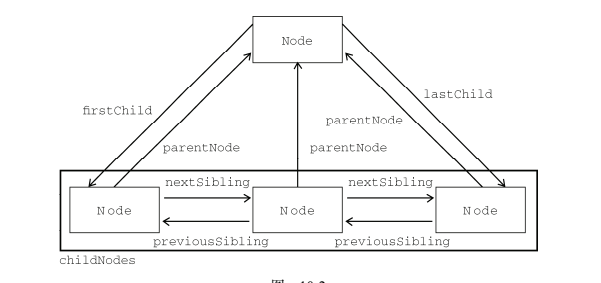 Node
lastChild
firstChild
parentNode
parentNode
parentNode
nextSibling
nextSibling
Node
Node
Node
previousSibling
previousSibling
childNodes